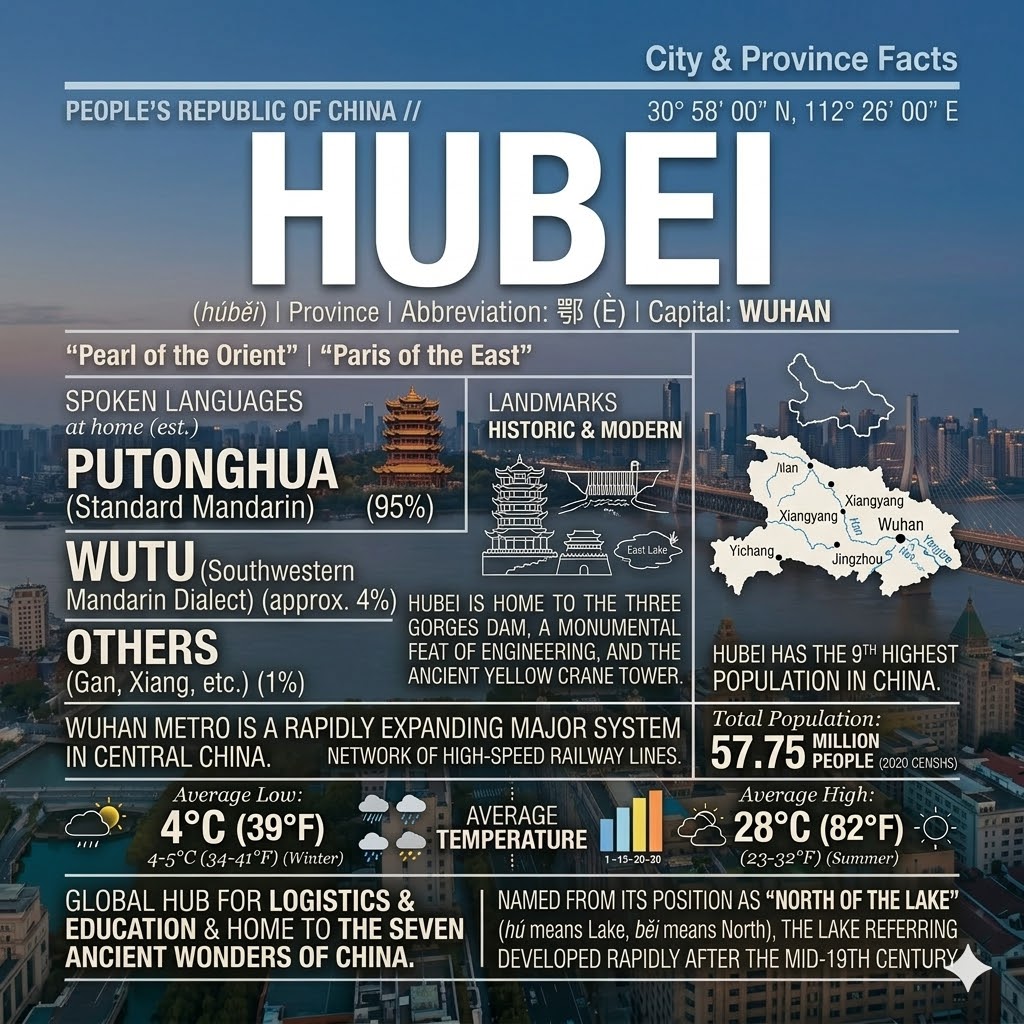 City & Province Facts
PEOPLE'S REPUBLIC OF CHINA //
30° 58' 00" N, 112° 26' 00" E
HUBEI
(húběi) | Province | Abbreviation: 鄂 (È) | Capital: WUHAN
"Pearl of the Orient" | "Paris of the East"
SPOKEN LANGUAGES
at home (est.)
PUTONGHUA
(Standard Mandarin) (95%)
WUTU (Southwestern
Mandarin Dialect) (approx. 4%)
OTHERS
(Gan, Xiang, etc.) (1%)
LANDMARKS
HISTORIC & MODERN
East Lake
HUBEI IS HOME TO THE THREE
GORGES DAM, A MONUMENTAL
FEAT OF ENGINEERING, AND THE
ANCIENT YELLOW CRANE TOWER.
Xiangyang
Xiangyang
Han
Wuhan
Yichang
Jingzhou
Yangtze
HUBEI HAS THE 9TH HIGHEST
POPULATION IN CHINA.
WUHAN METRO IS A RAPIDLY EXPANDING MAJOR SYSTEM
IN CENTRAL CHINA. NETWORK OF HIGH-SPEED RAILWAY LINES.
Total Population:
57.75 MILLION
PEOPLE (2020 CENSHS)
Average Low:
4°C (39°F)
4-5°C (34-41°F) (Winter)
AVERAGE
TEMPERATURE
1-15-20-20
Average High:
28°C (82°F)
(23-32°F) (Summer)
GLOBAL HUB FOR LOGISTICS &
EDUCATION & HOME TO THE SEVEN
ANCIENT WONDERS OF CHINA.
NAMED FROM ITS POSITION AS "NORTH OF THE LAKE"
(hú means Lake, běi means North), THE LAKE REFERRING
DEVELOPED RAPIDLY AFTER THE MID-19TH CENTURY